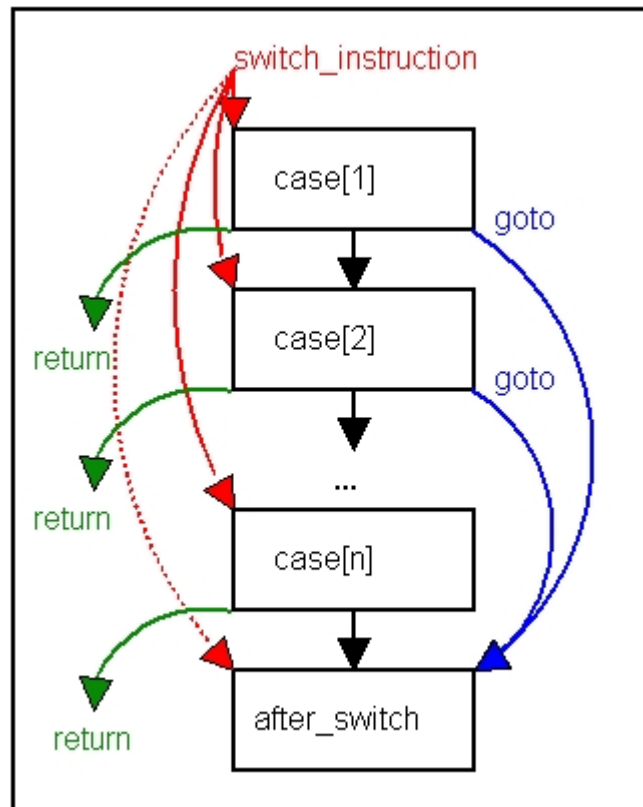 switch_instruction
case[1]
goto
return
case[2]
goto
...
return
case[n]
after_switch
return